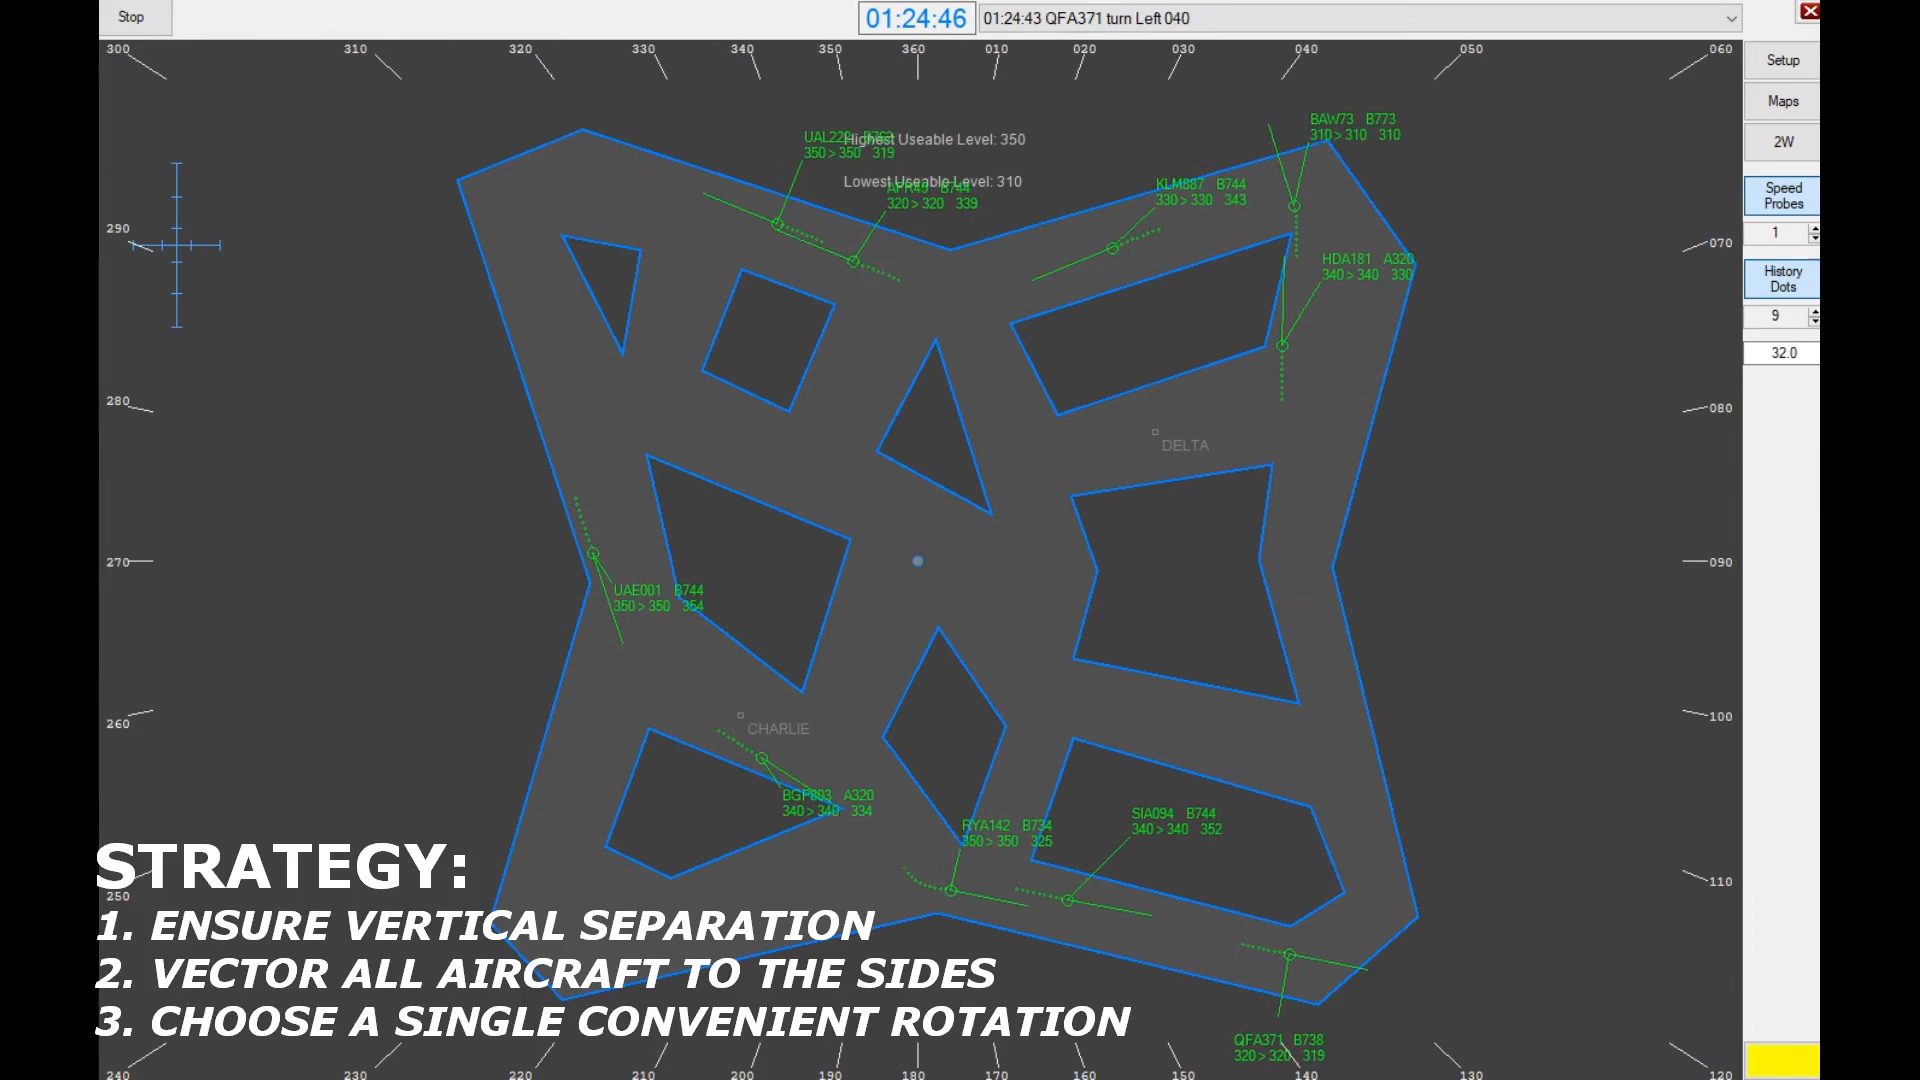 Stop
01:24:46
01:24:43 QFA371 turn Left 040
300 310 320 330 340 350 360 010 020 030 040 050 060
Setup
Maps
2W
Speed Probes
1
History Dots
9
32.0
BAW73 B773
310>310 310
350>350 319
Highest Useable Level: 350
Lowest Useable Level: 310
320>320 339
KLM887 B744
330>330 343
290
070
HDA181 A320
340>340 330
280
080
DELTA
270
090
UAE001 B744
350>350 354
260
100
CHARLIE
BGP803 A320
340>340 334
RYA142 B734
350>350 325
SIA094 B744
340>340 352
STRATEGY:
250
110
1. ENSURE VERTICAL SEPARATION
2. VECTOR ALL AIRCRAFT TO THE SIDES
3. CHOOSE A SINGLE CONVENIENT ROTATION
QFA371 B738
320>320 319
240 230 220 210 200 190 180 170 160 150 140 130 120